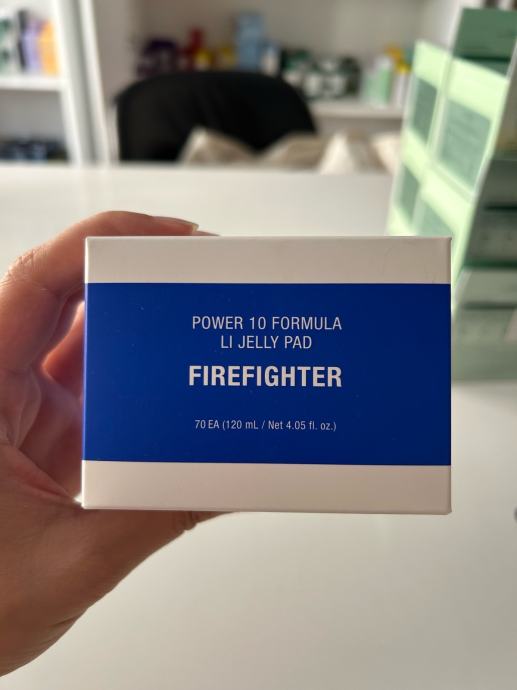 POWER 10 FORMULA
LI JELLY PAD
FIREFIGHTER
70 EA (120 mL / Net 4.05 fl. oz.)